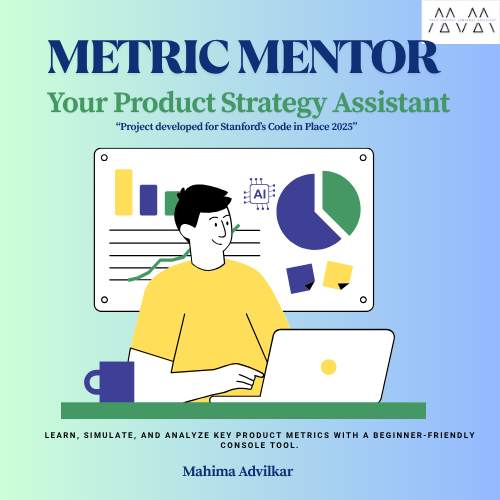 METRIC MENTOR
Your Product Strategy Assistant
“Project developed for Stanford’s Code in Place 2025”
AI
LEARN, SIMULATE, AND ANALYZE KEY PRODUCT METRICS WITH A BEGINNER-FRIENDLY
CONSOLE TOOL.
Mahima Advilkar